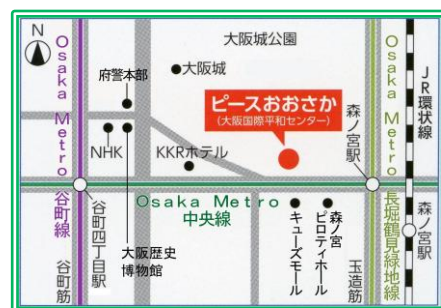 N
大阪城公園
Osaka Metro 谷町線
府警本部
大阪城
ピースおおさか
(大阪国際平和センター)
森ノ宮駅
Osaka Metro 長堀鶴見緑地線
JR環状線
NHK
KKRホテル
Osaka Metro
中央線
谷町四丁目駅
大阪歴史
博物館
キューズモール
森ノ宮
ピロティホール
森ノ宮駅
谷町筋
玉造筋